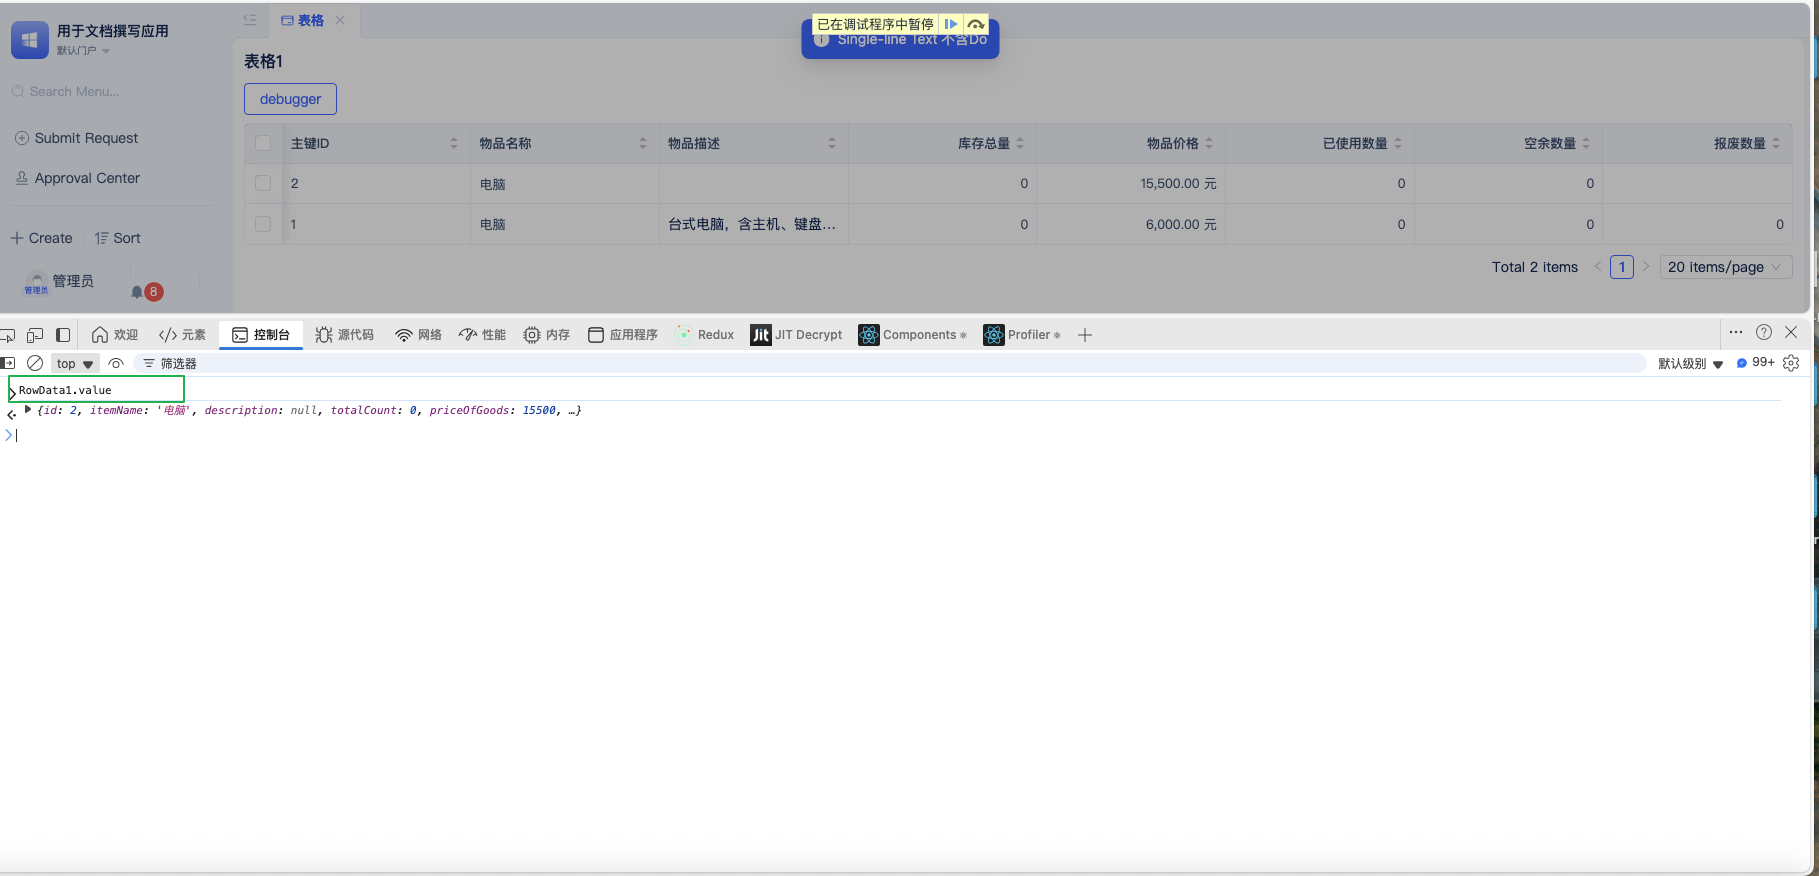 用于文档撰写应用
默认门户
Search Menu...
Submit Request
Approval Center
Create
Sort
管理员
管理员
8
表格
已在调试程序中暂停
Single-line Text 不含Do
表格1
debugger
主键ID 物品名称 物品描述 库存总量 物品价格 已使用数量 空余数量 报废数量
2 电脑 0 15,500.00 元 0 0
1 电脑 台式电脑，含主机、键盘... 0 6,000.00 元 0 0 0
Total 2 items 1 20 items/page
欢迎 元素 控制台 源代码 网络 性能 内存 应用程序 Redux Jit JIT Decrypt Components Profiler
top 筛选器 默认级别 99+
RowData1.value
{id: 2, itemName: '电脑', description: null, totalCount: 0, priceOfGoods: 15500, …}